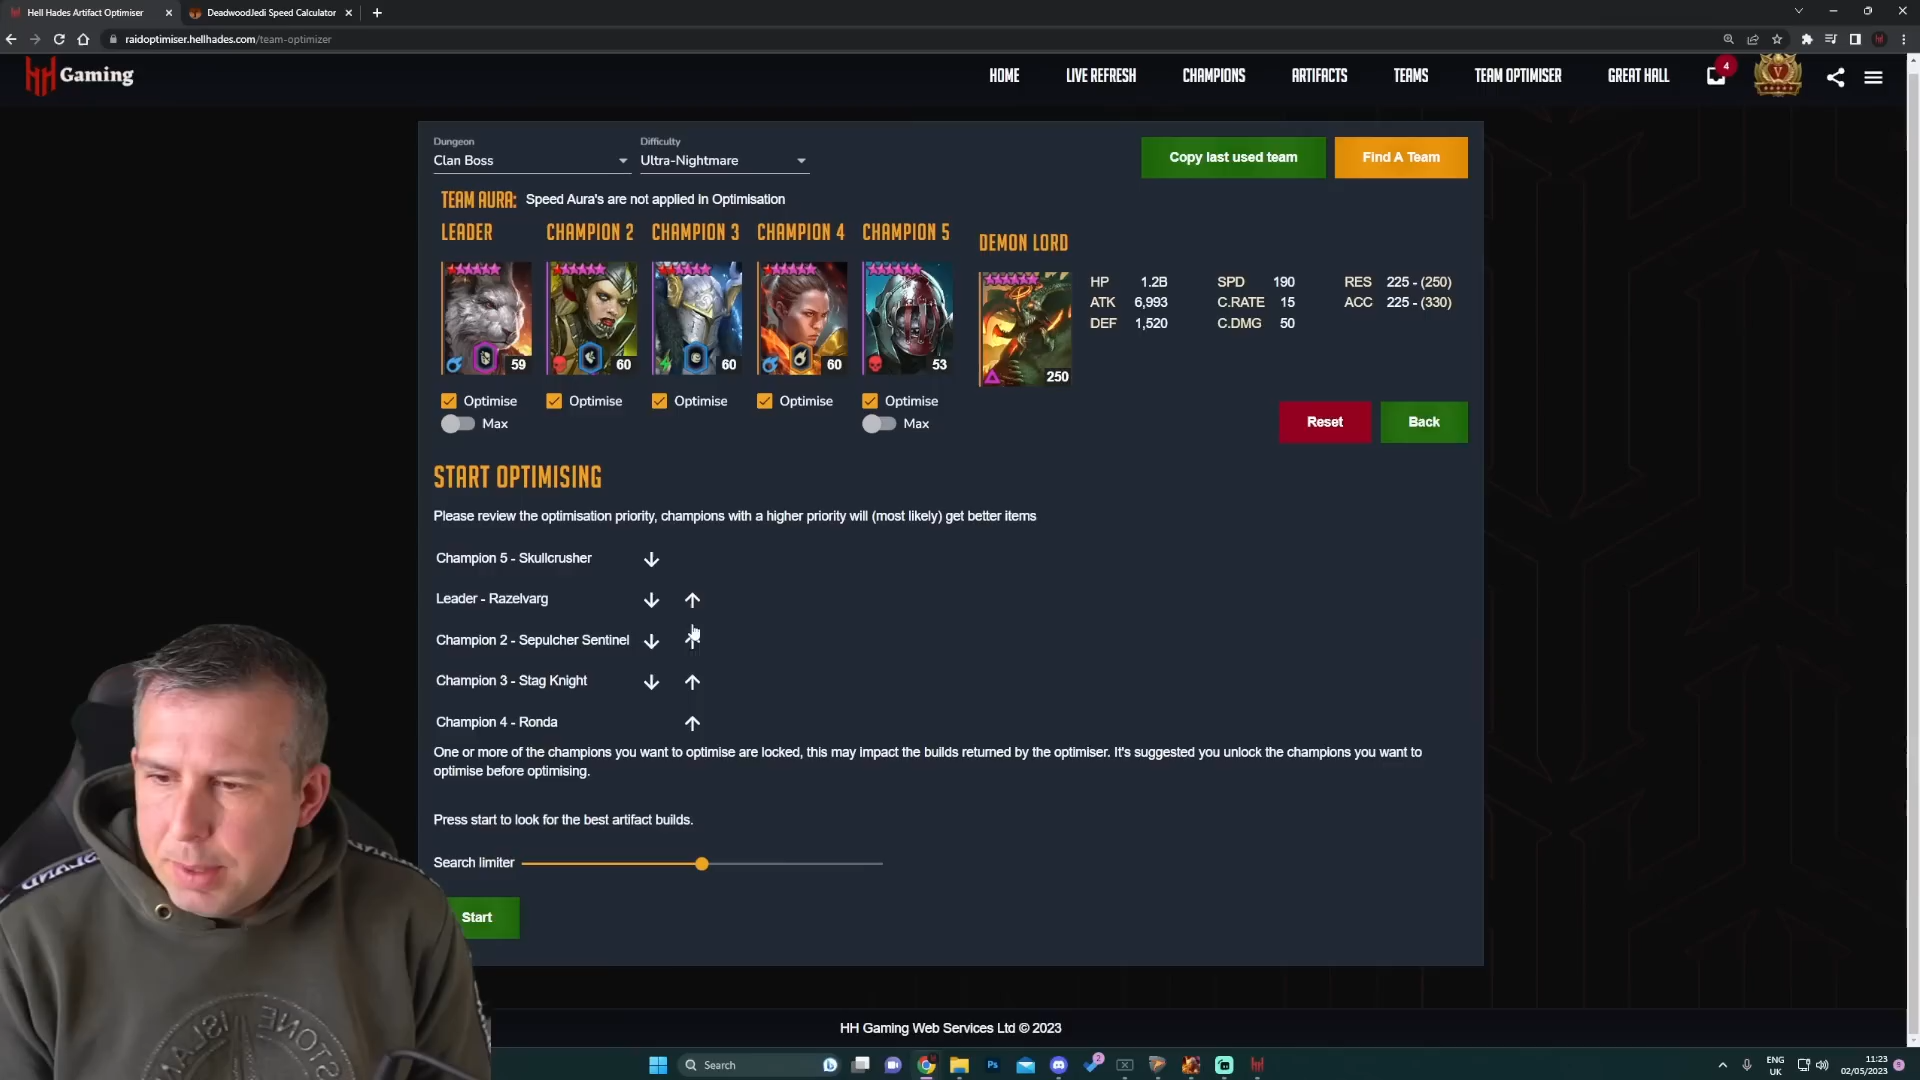 Hell Hades Artifact Optimiser
DeadwoodJedi Speed Calculator
raidoptimiser.hellhades.com/team-optimizer
Gaming
HOME LIVE REFRESH CHAMPIONS ARTIFACTS TEAMS TEAM OPTIMISER GREAT HALL 4
Dungeon
Clan Boss
Difficulty
Ultra-Nightmare
Copy last used team
Find A Team
TEAM AURA: Speed Aura's are not applied in Optimisation
LEADER CHAMPION 2 CHAMPION 3 CHAMPION 4 CHAMPION 5
DEMON LORD
59 60 60 60 53 250
HP 1.2B SPD 190 RES 225 - (250)
ATK 6,993 C.RATE 15 ACC 225 - (330)
DEF 1,520 C.DMG 50
Optimise Optimise Optimise Optimise Optimise
Max Max
Reset
Back
START OPTIMISING
Please review the optimisation priority, champions with a higher priority will (most likely) get better items
Champion 5 - Skullcrusher
Leader - Razelvarg
Champion 2 - Sepulcher Sentinel
Champion 3 - Stag Knight
Champion 4 - Ronda
One or more of the champions you want to optimise are locked, this may impact the builds returned by the optimiser. It's suggested you unlock the champions you want to
optimise before optimising.
Press start to look for the best artifact builds.
Search limiter
Start
HH Gaming Web Services Ltd © 2023
Search
2
ENG
UK
11:23
02/05/2023